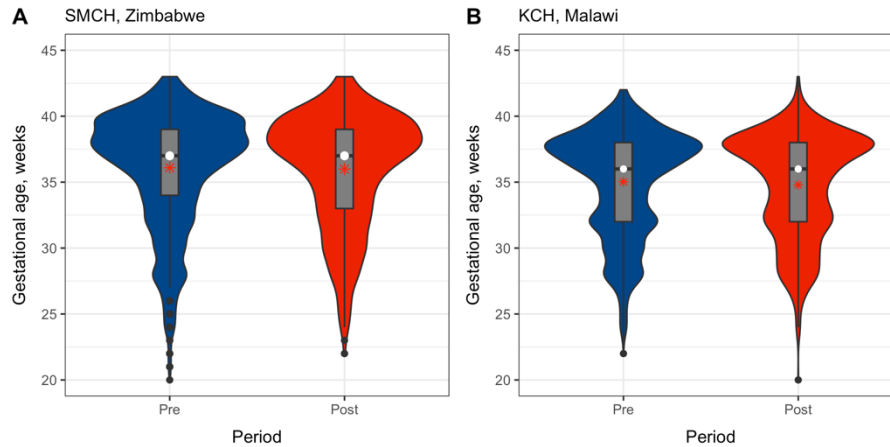 A SMCH, Zimbabwe
45
40
35
30
25
20
Gestational age, weeks
Pre Post
Period
B KCH, Malawi
45
40
35
30
25
20
Gestational age, weeks
Pre Post
Period